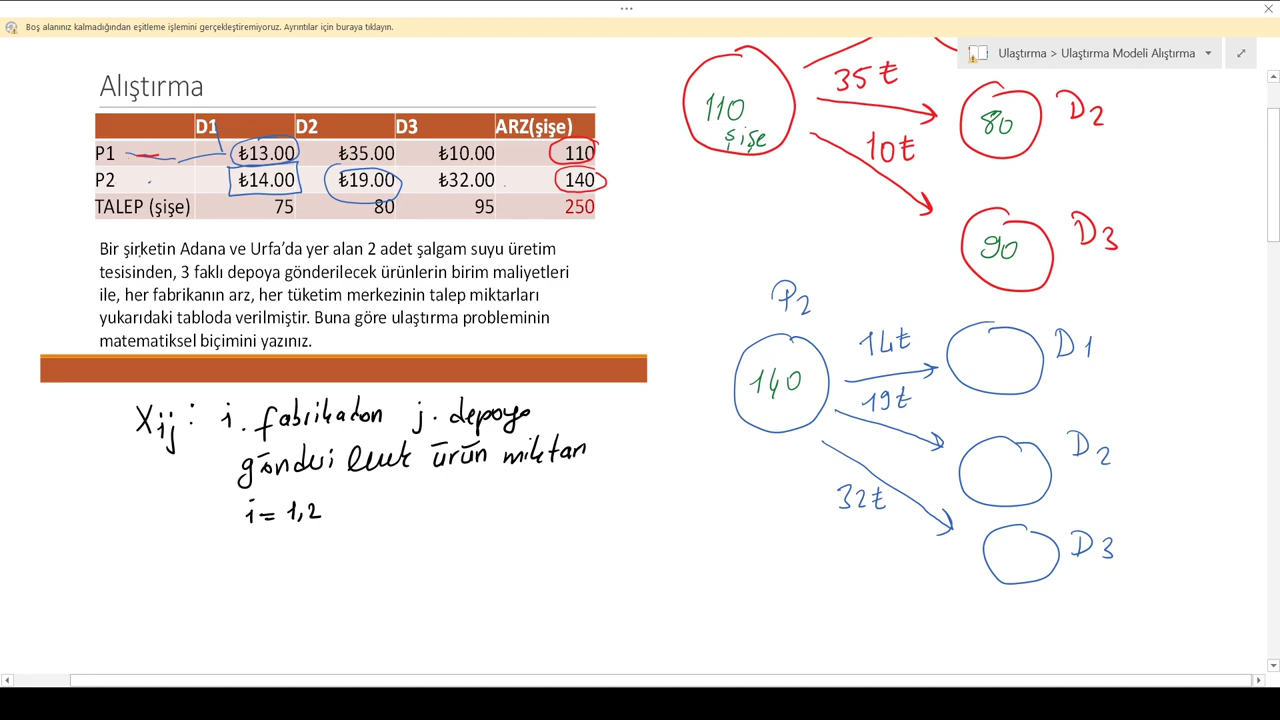 Boş alanınız kalmadığından eşitleme işlemini gerçekleştiremiyoruz. Ayrıntılar için buraya tıklayın.
Ulaştırma > Ulaştırma Modeli Alıştırma
Alıştırma
D1 D2 D3 ARZ(şişe)
P1 ₺13.00 ₺35.00 ₺10.00 110
P2 ₺14.00 ₺19.00 ₺32.00 140
TALEP (şişe) 75 80 95 250
Bir şirketin Adana ve Urfa’da yer alan 2 adet şalgam suyu üretim
tesisinden, 3 faklı depoya gönderilecek ürünlerin birim maliyetleri
ile, her fabrikanın arz, her tüketim merkezinin talep miktarları
yukarıdaki tabloda verilmiştir. Buna göre ulaştırma probleminin
matematiksel biçimini yazınız.
Xij : i. fabrikadan j. depoya
gönderilecek ürün miktarı
i = 1,2
110
şişe
35₺
80 D2
10₺
90 D3
P2
140
14₺
D1
19₺
D2
32₺
D3